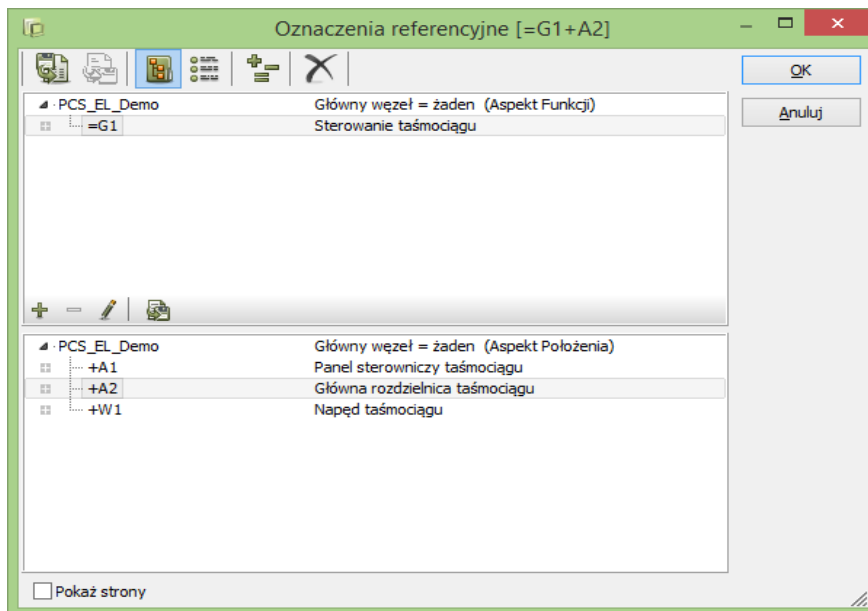 Oznaczenia referencyjne [=G1+A2]
OK
PCS_EL_Demo Główny węzeł = żaden (Aspekt Funkcji)
=G1 Sterowanie taśmociągu
Anuluj
PCS_EL_Demo Główny węzeł = żaden (Aspekt Położenia)
+A1 Panel sterowniczy taśmociągu
+A2 Główna rozdzielnica taśmociągu
+W1 Napęd taśmociągu
Pokaż strony